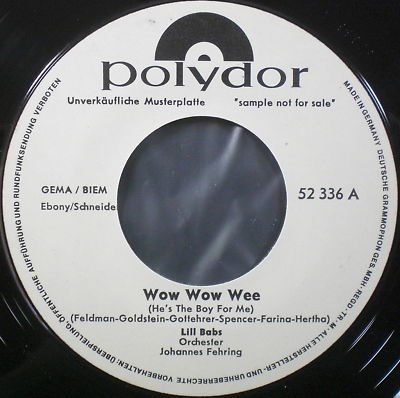 polydor
Unverkäufliche Musterplatte "sample not for sale"
GEMA / BIEM
Ebony/Schneider
52 336 A
Wow Wow Wee
(He's The Boy For Me)
(Feldman-Goldstein-Gottehrer-Spencer-Farina-Hertha)
Lill Babs
Orchester
Johannes Fehring
MADE IN GERMANY DEUTSCHE GRAMMOPHON GES.MBH · REGD · TR · M · ALLE HERSTELLER- UND URHEBERRECHTE VORBEHALTEN · ÜBERSPIELUNG, ÖFFENTLICHE AUFFÜHRUNG UND RUNDFUNKSENDUNG VERBOTEN